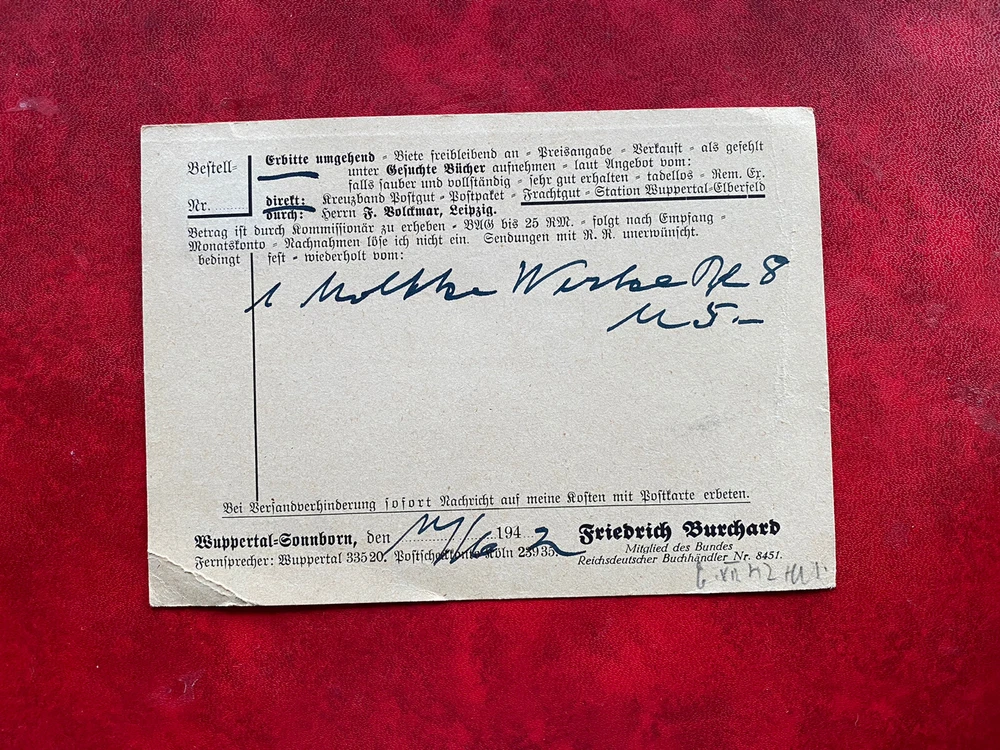 Bestell-
Nr. ........
Erbitte umgehend - Biete freibleibend an - Preisangabe - Verkauft - als gefehlt
unter Gesuchte Bücher aufnehmen - laut Angebot vom:
falls sauber und vollständig - sehr gut erhalten - tadellos - Rem. Ex.
direkt: Kreuzband Postgut - Postpaket - Frachtgut - Station Wuppertal-Elberfeld
durch: Herrn F. Volckmar, Leipzig.
Betrag ist durch Kommissionär zu erheben - BAG bis 25 RM. - folgt nach Empfang -
Monatskonto - Nachnahmen löse ich nicht ein. Sendungen mit R. R. unerwünscht.
bedingt fest - wiederholt vom:
1 Moltke Werke Bd 8
M 5.-
Bei Versandverhinderung sofort Nachricht auf meine Kosten mit Postkarte erbeten.
Wuppertal-Sonnborn, den /6 1942
Friedrich Burchard
Fernsprecher: Wuppertal 33520. Postscheckkonto Köln 23935.
Mitglied des Bundes
Reichsdeutscher Buchhändler Nr. 8451.